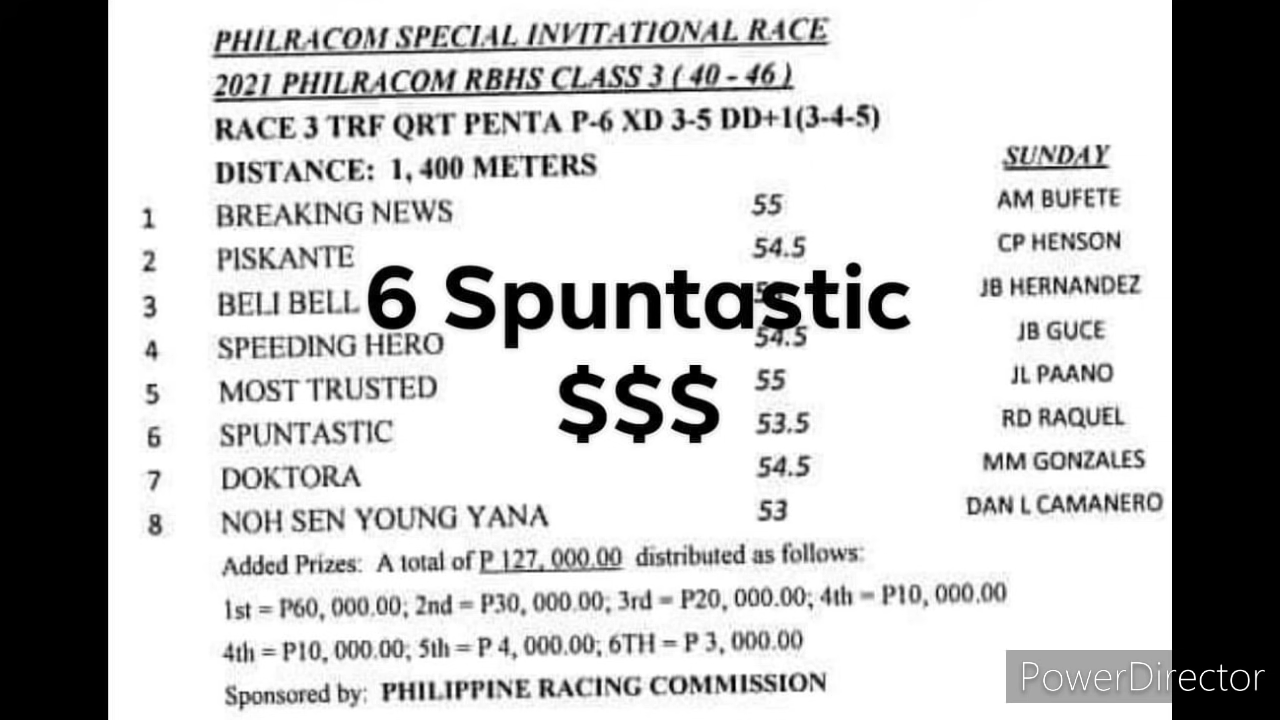 PHILRACOM SPECIAL INVITATIONAL RACE
2021 PHILRACOM RBHS CLASS 3 ( 40 - 46 )
RACE 3 TRF QRT PENTA P-6 XD 3-5 DD+1(3-4-5)
DISTANCE: 1, 400 METERS SUNDAY
1 BREAKING NEWS 55 AM BUFETE
2 PISKANTE 54.5 CP HENSON
3 BELI BELL JB HERNANDEZ
6 Spuntastic
4 SPEEDING HERO 54.5 JB GUCE
5 MOST TRUSTED 55 JL PAANO
$$$
6 SPUNTASTIC 53.5 RD RAQUEL
7 DOKTORA 54.5 MM GONZALES
8 NOH SEN YOUNG YANA 53 DAN L CAMANERO
Added Prizes: A total of P 127, 000.00 distributed as follows:
1st = P60, 000.00; 2nd = P30, 000.00; 3rd = P20, 000.00; 4th = P10, 000.00
4th = P10, 000.00; 5th = P 4, 000.00; 6TH = P 3, 000.00
Sponsored by: PHILIPPINE RACING COMMISSION
PowerDirector